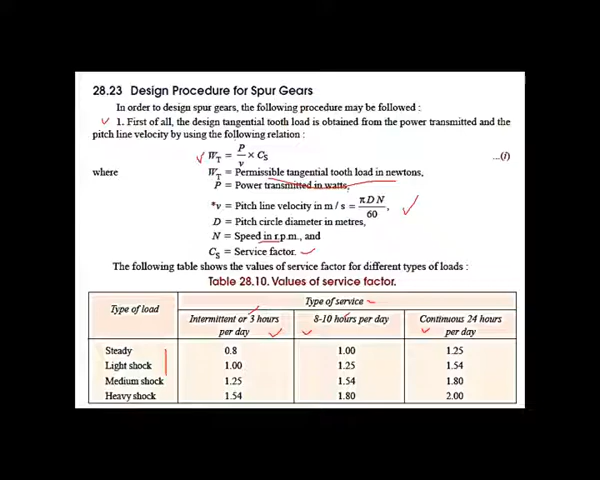 28.23 Design Procedure for Spur Gears
In order to design spur gears, the following procedure may be followed :
1. First of all, the design tangential tooth load is obtained from the power transmitted and the
pitch line velocity by using the following relation :
W_T = P/v × C_S ...(i)
where W_T = Permissible tangential tooth load in newtons,
P = Power transmitted in watts,
*v = Pitch line velocity in m / s = π D N / 60 ,
D = Pitch circle diameter in metres,
N = Speed in r.p.m., and
C_S = Service factor.
The following table shows the values of service factor for different types of loads :
Table 28.10. Values of service factor.
Type of load Type of service
Intermittent or 3 hours per day 8-10 hours per day Continuous 24 hours per day
Steady 0.8 1.00 1.25
Light shock 1.00 1.25 1.54
Medium shock 1.25 1.54 1.80
Heavy shock 1.54 1.80 2.00